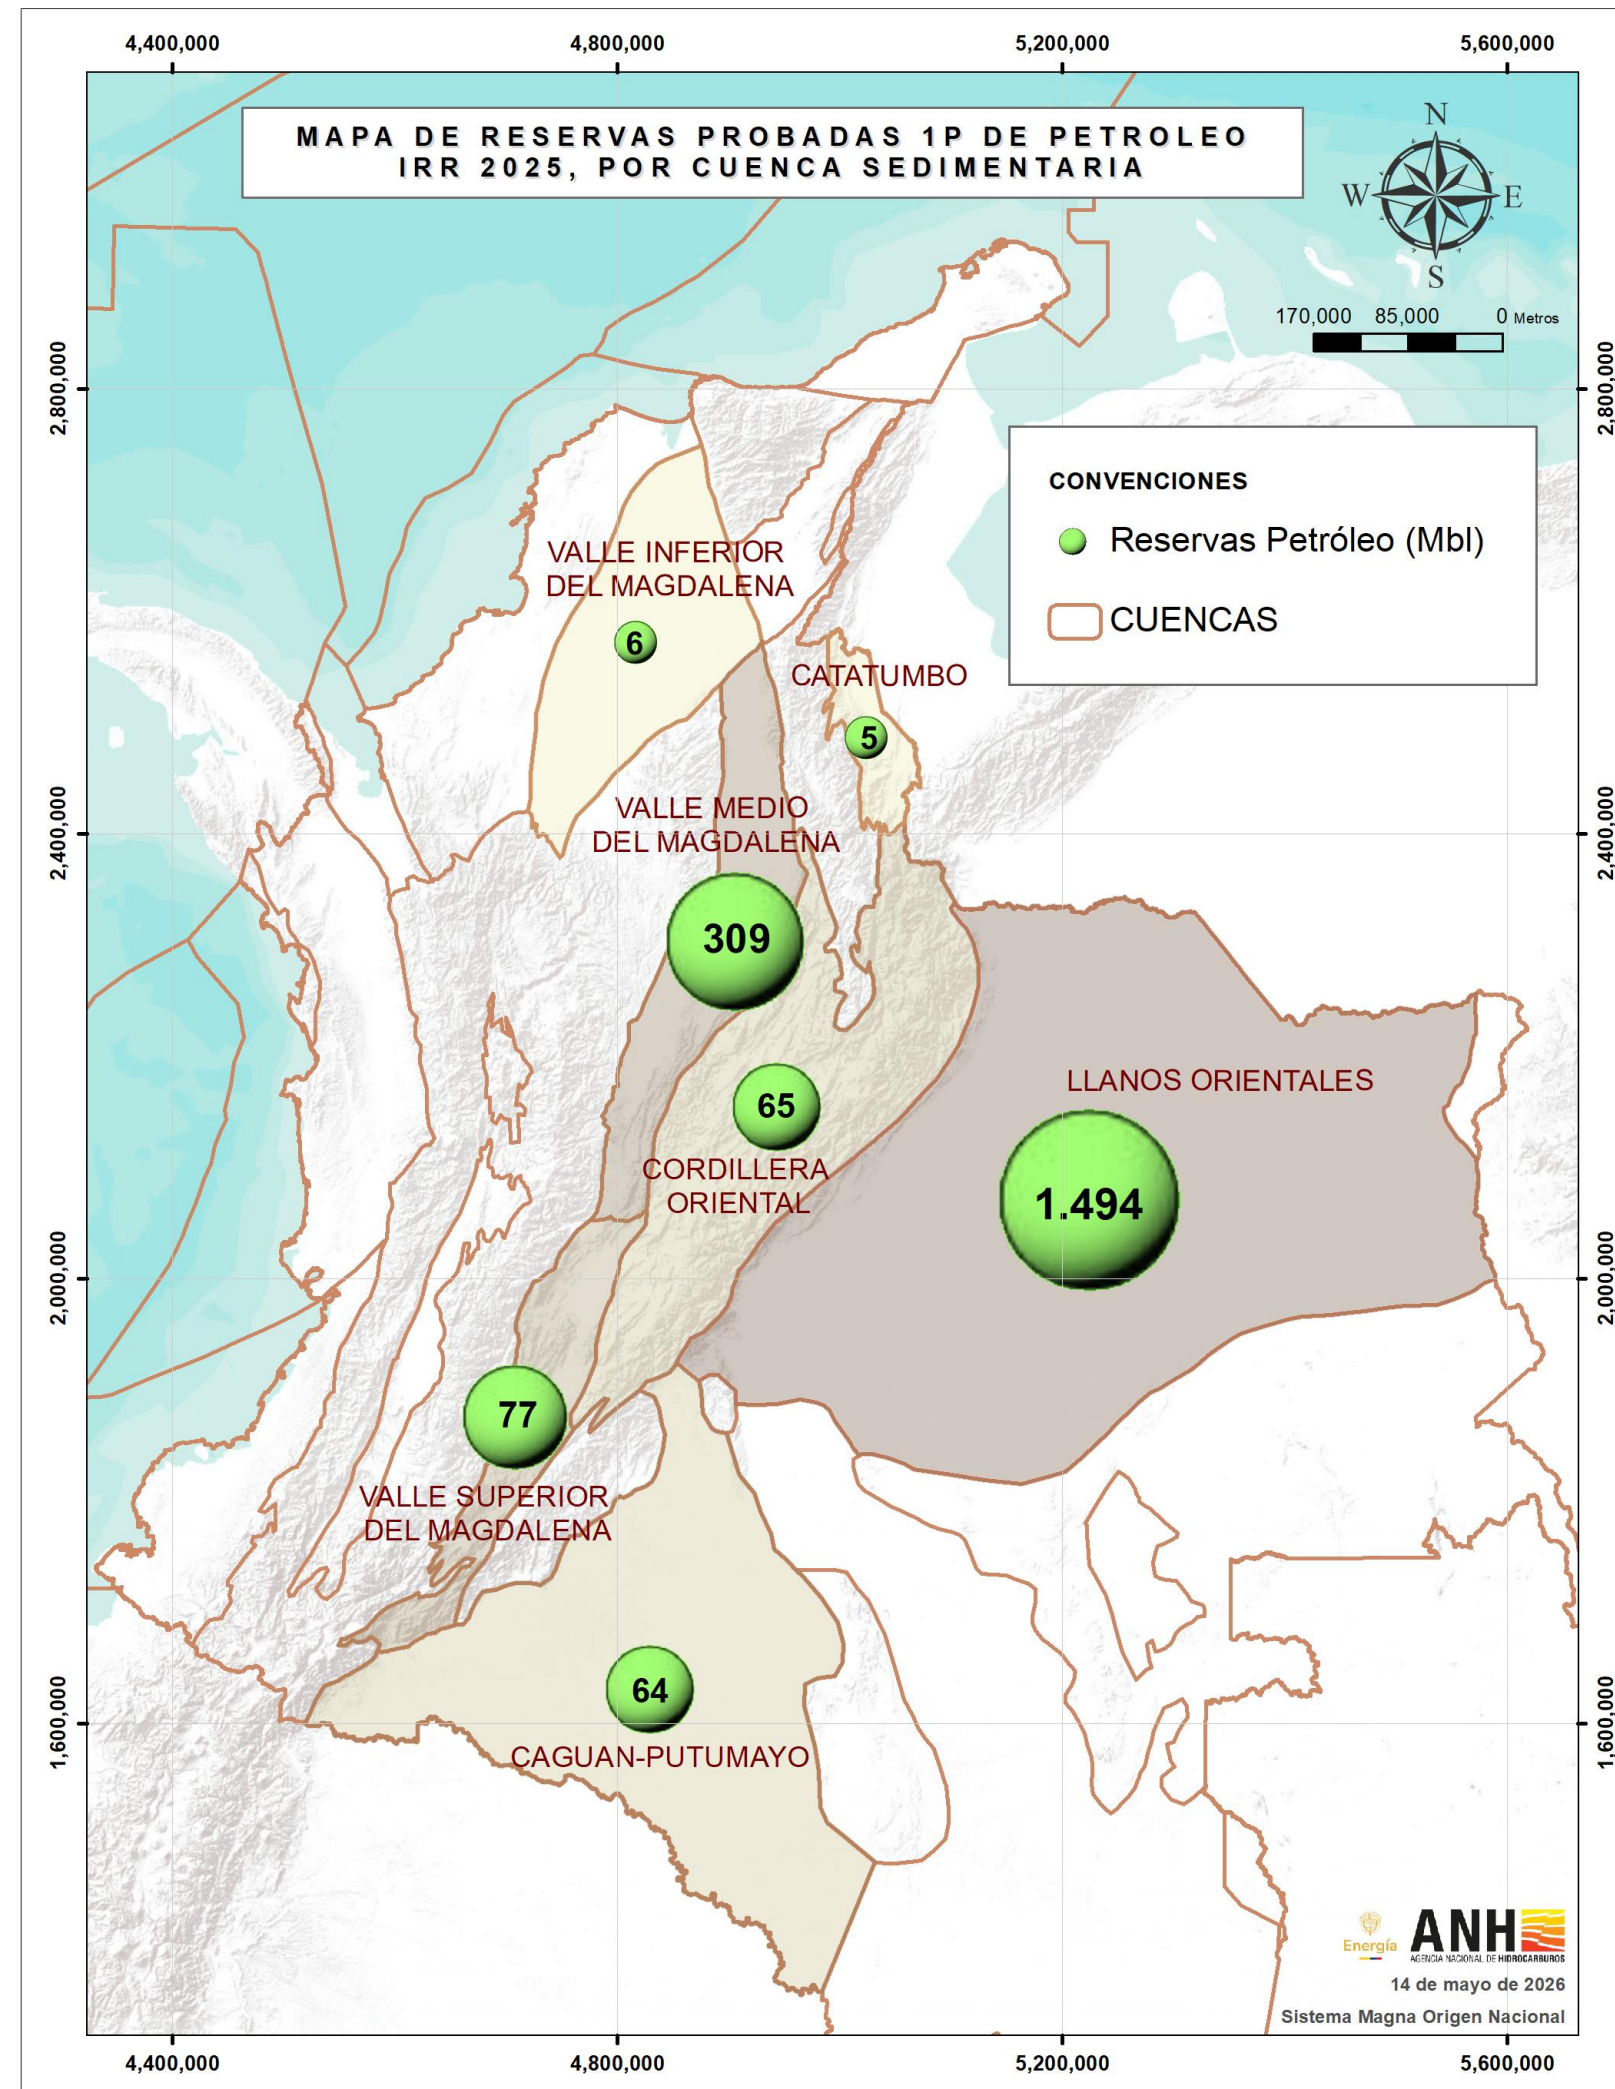 4,400,000
4,800,000
5,200,000
5,600,000
MAPA DE RESERVAS PROBADAS 1P DE PETROLEO
IRR 2025, POR CUENCA SEDIMENTARIA
N
W
E
S
170,000 85,000 0 Metros
2,800,000
2,800,000
CONVENCIONES
Reservas Petróleo (Mbl)
CUENCAS
VALLE INFERIOR
DEL MAGDALENA
6
CATATUMBO
5
VALLE MEDIO
DEL MAGDALENA
2,400,000
2,400,000
309
LLANOS ORIENTALES
65
CORDILLERA
ORIENTAL
1.494
2,000,000
2,000,000
77
VALLE SUPERIOR
DEL MAGDALENA
64
1,600,000
1,600,000
CAGUAN-PUTUMAYO
Energía
ANH
AGENCIA NACIONAL DE HIDROCARBUROS
14 de mayo de 2026
Sistema Magna Origen Nacional
4,400,000
4,800,000
5,200,000
5,600,000